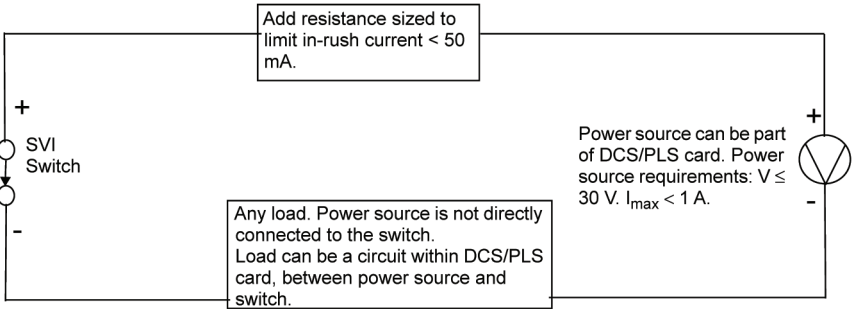 Add resistance sized to
limit in-rush current < 50
mA.
+
SVI
Switch
-
+
Power source can be part
of DCS/PLS card. Power
source requirements: V ≤
30 V. Imax < 1 A.
-
Any load. Power source is not directly
connected to the switch.
Load can be a circuit within DCS/PLS
card, between power source and
switch.